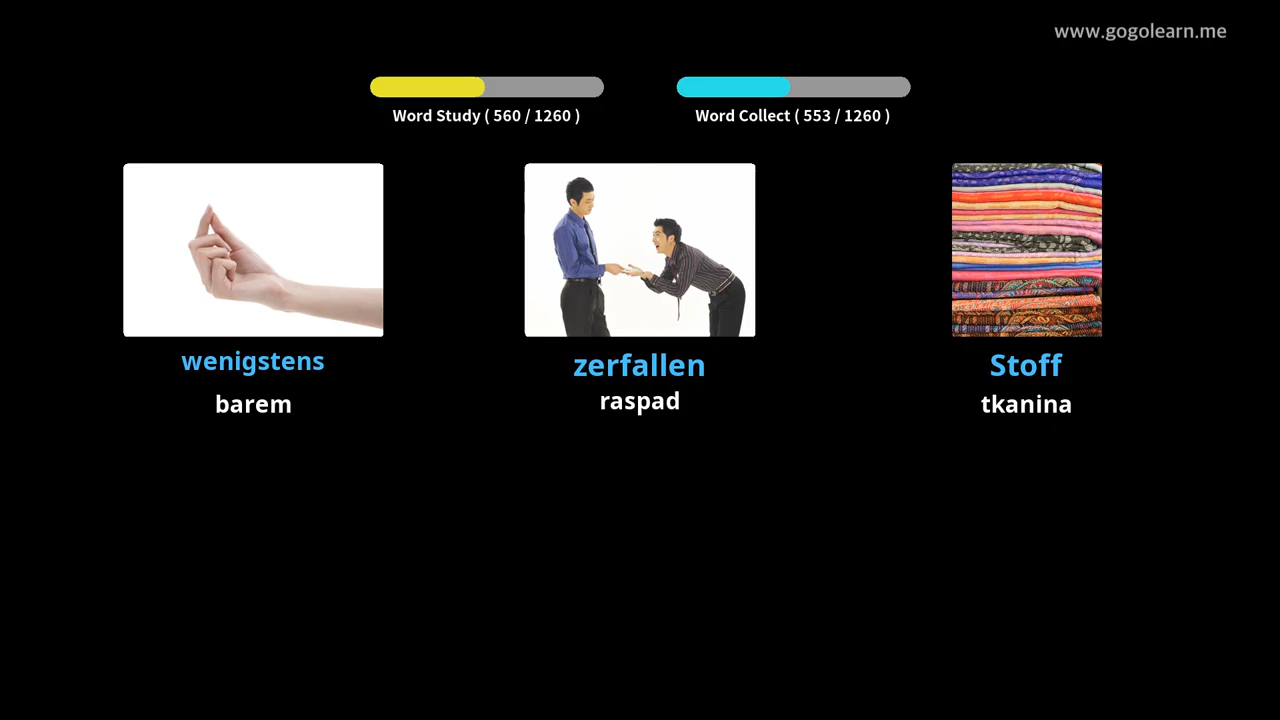 www.gogolearn.me
Word Study ( 560 / 1260 )
Word Collect ( 553 / 1260 )
wenigstens
barem
zerfallen
raspad
Stoff
tkanina